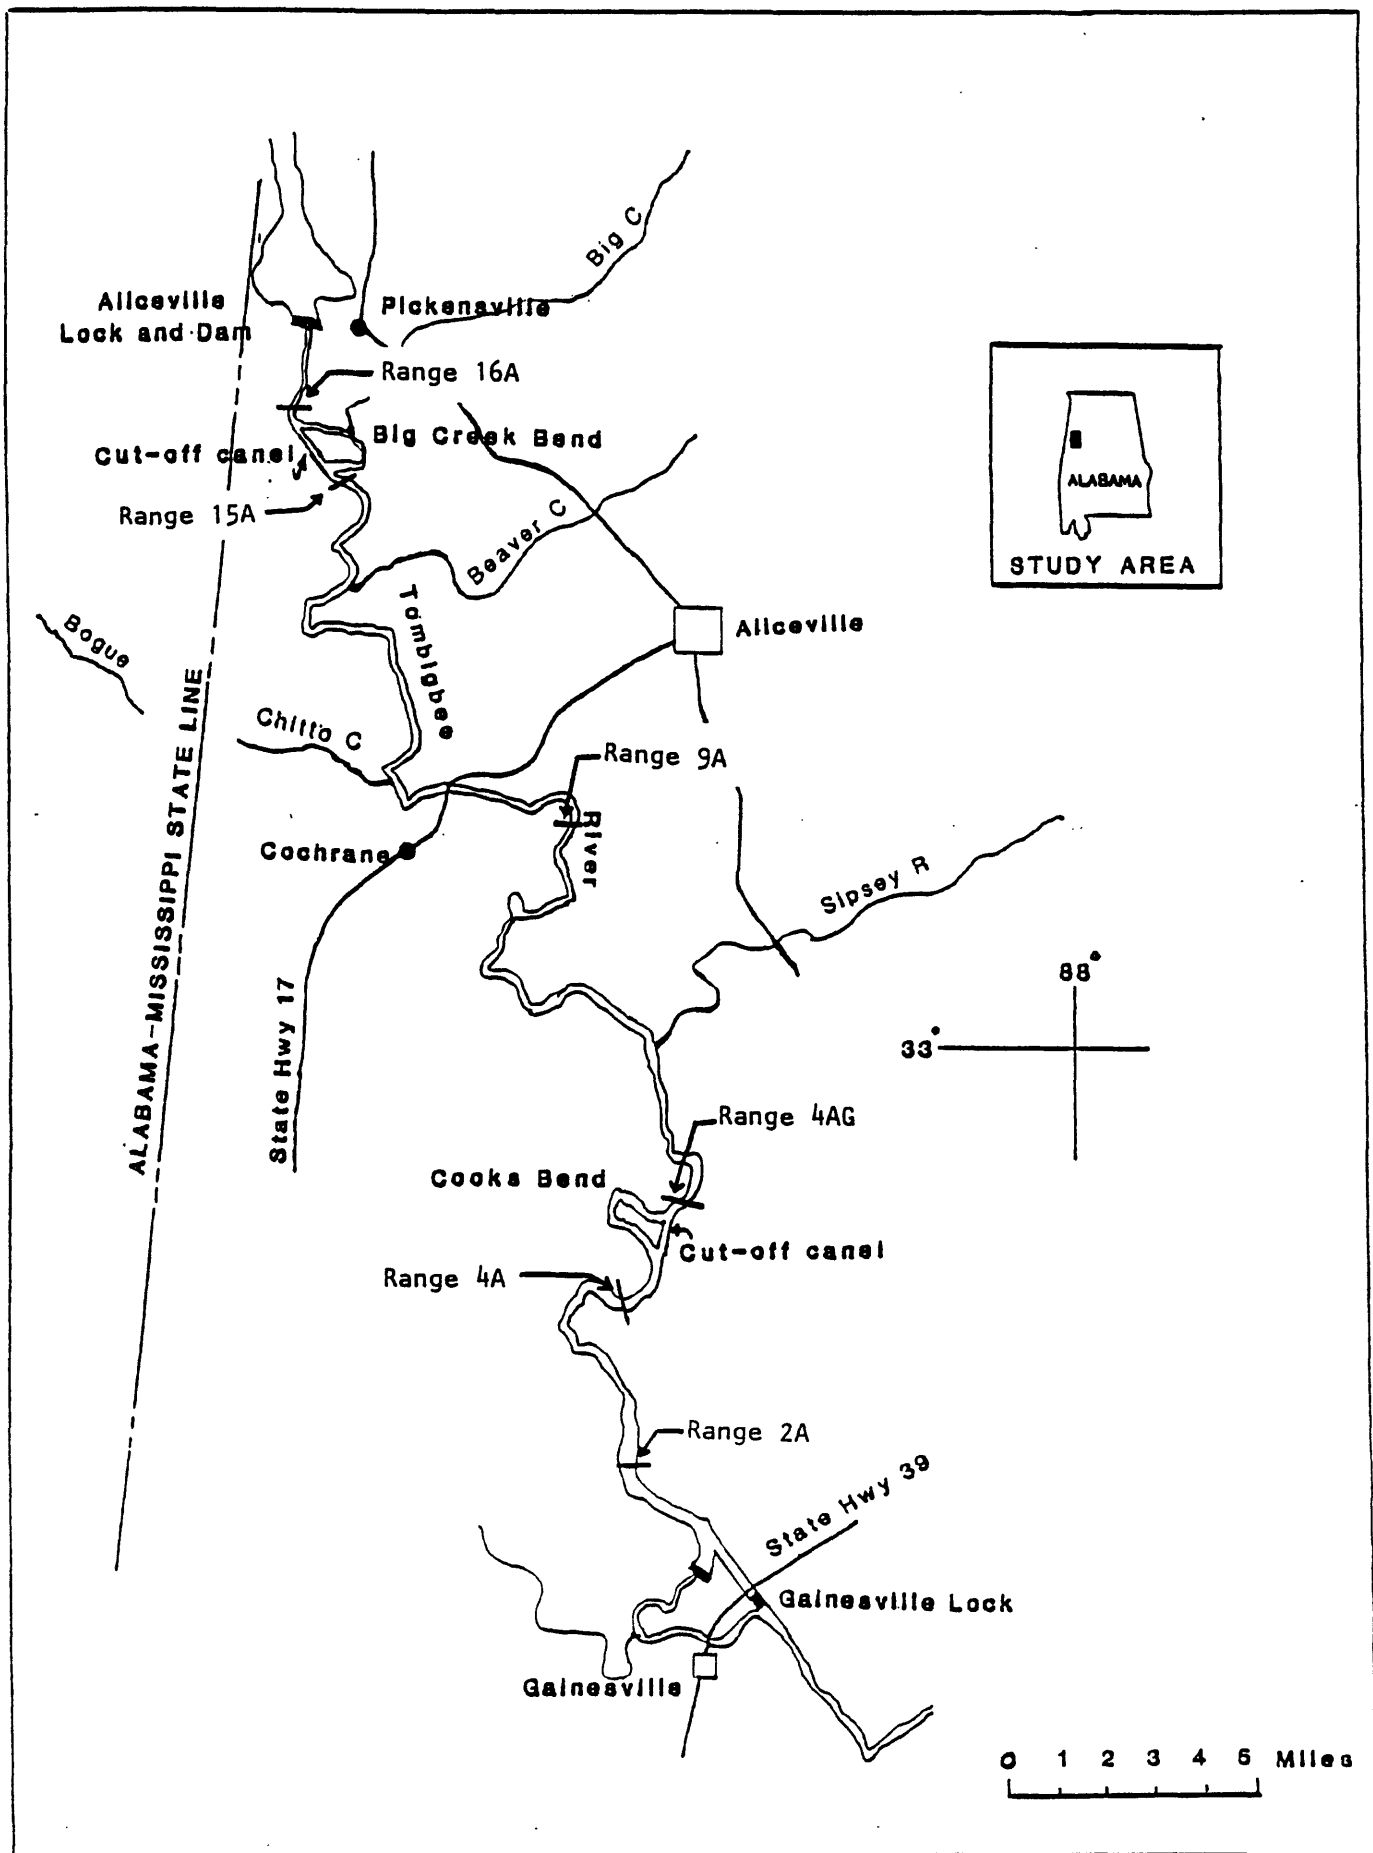 Big C
Aliceville
Lock and Dam
Pickensville
Range 16A
Big Creek Bend
Cut-off canal
Range 15A
Beaver C
ALABAMA
STUDY AREA
Tombigbee
Aliceville
Bogue
Chitto C
ALABAMA-MISSISSIPPI STATE LINE
Range 9A
River
Cochrane
Sipsey R
88°
33°
State Hwy 17
Range 4AG
Cooks Bend
Cut-off canal
Range 4A
Range 2A
State Hwy 39
Gainesville Lock
Gainesville
0 1 2 3 4 5 Miles